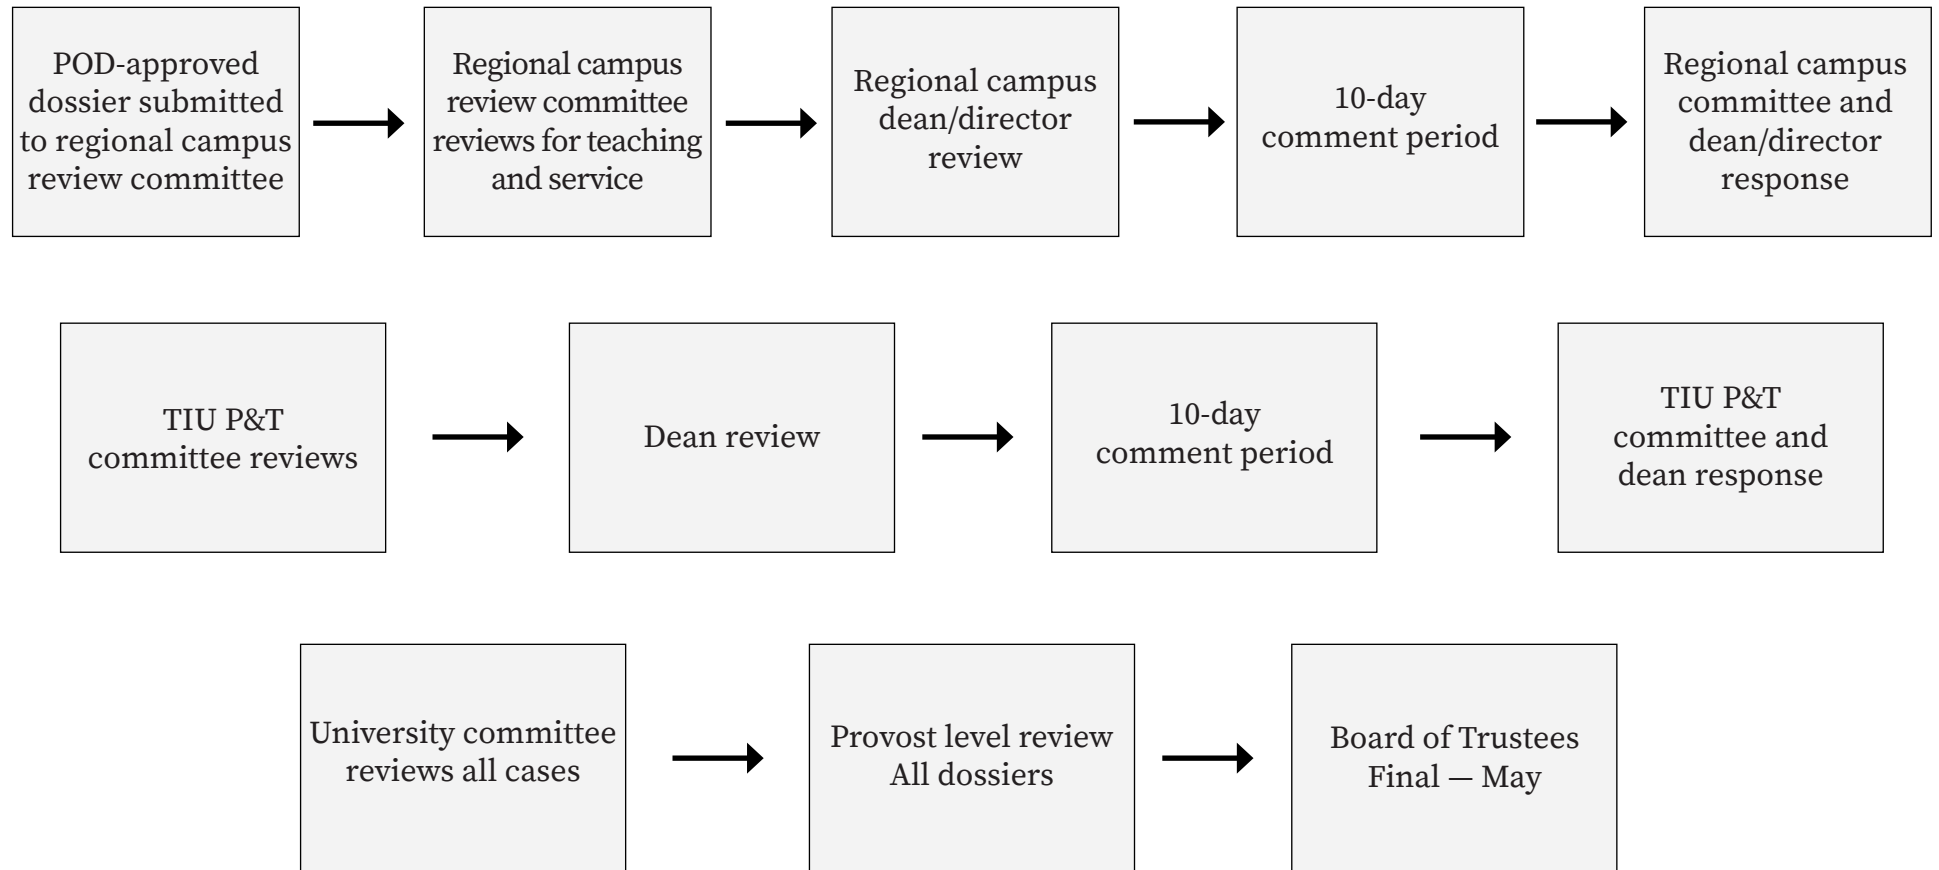 POD-approved
dossier submitted
to regional campus
review committee
Regional campus
review committee
reviews for teaching
and service
Regional campus
dean/director
review
10-day
comment period
Regional campus
committee and
dean/director
response
TIU P&T
committee reviews
Dean review
10-day
comment period
TIU P&T
committee and
dean response
University committee
reviews all cases
Provost level review
All dossiers
Board of Trustees
Final — May